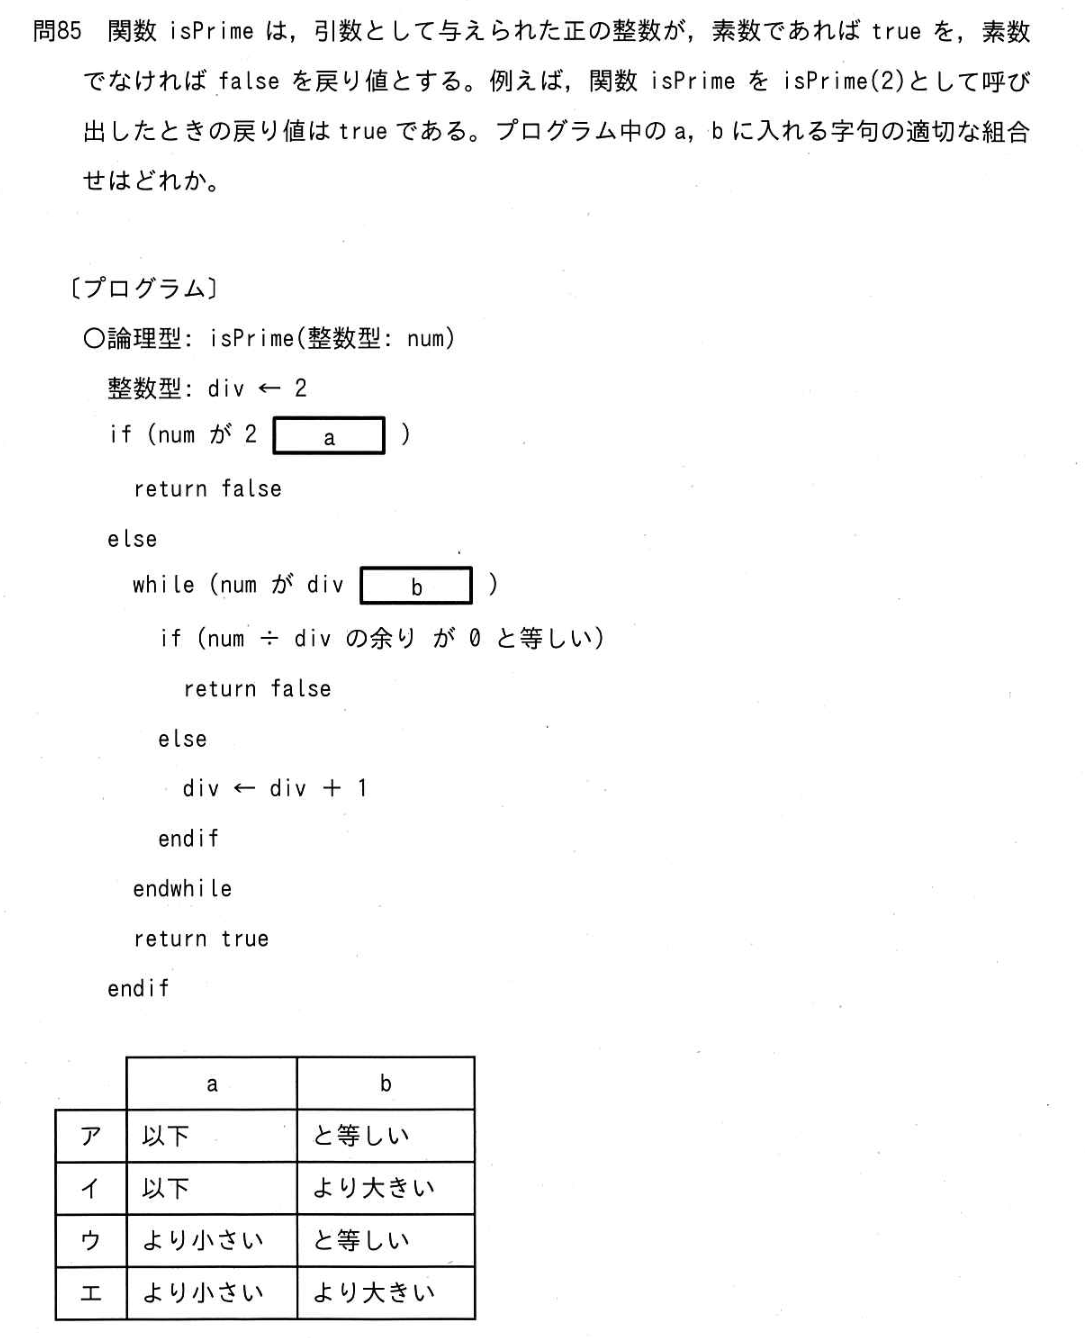 問85 関数 isPrime は，引数として与えられた正の整数が，素数であれば true を，素数
でなければ false を戻り値とする。例えば，関数 isPrime を isPrime(2)として呼び
出したときの戻り値は true である。プログラム中の a，b に入れる字句の適切な組合
せはどれか。
〔プログラム〕
○論理型: isPrime(整数型: num)
整数型: div ← 2
if (num が 2 a )
return false
else
while (num が div b )
if (num ÷ div の余り が 0 と等しい)
return false
else
div ← div + 1
endif
endwhile
return true
endif
a b
ア 以下 と等しい
イ 以下 より大きい
ウ より小さい と等しい
エ より小さい より大きい